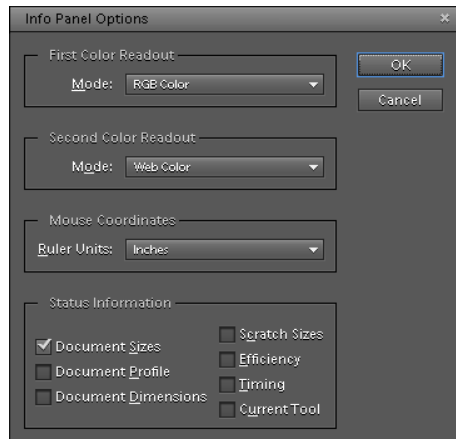 Info Panel Options
First Color Readout
Mode: RGB Color
OK
Cancel
Second Color Readout
Mode: Web Color
Mouse Coordinates
Ruler Units: Inches
Status Information
Document Sizes
Document Profile
Document Dimensions
Scratch Sizes
Efficiency
Timing
Current Tool